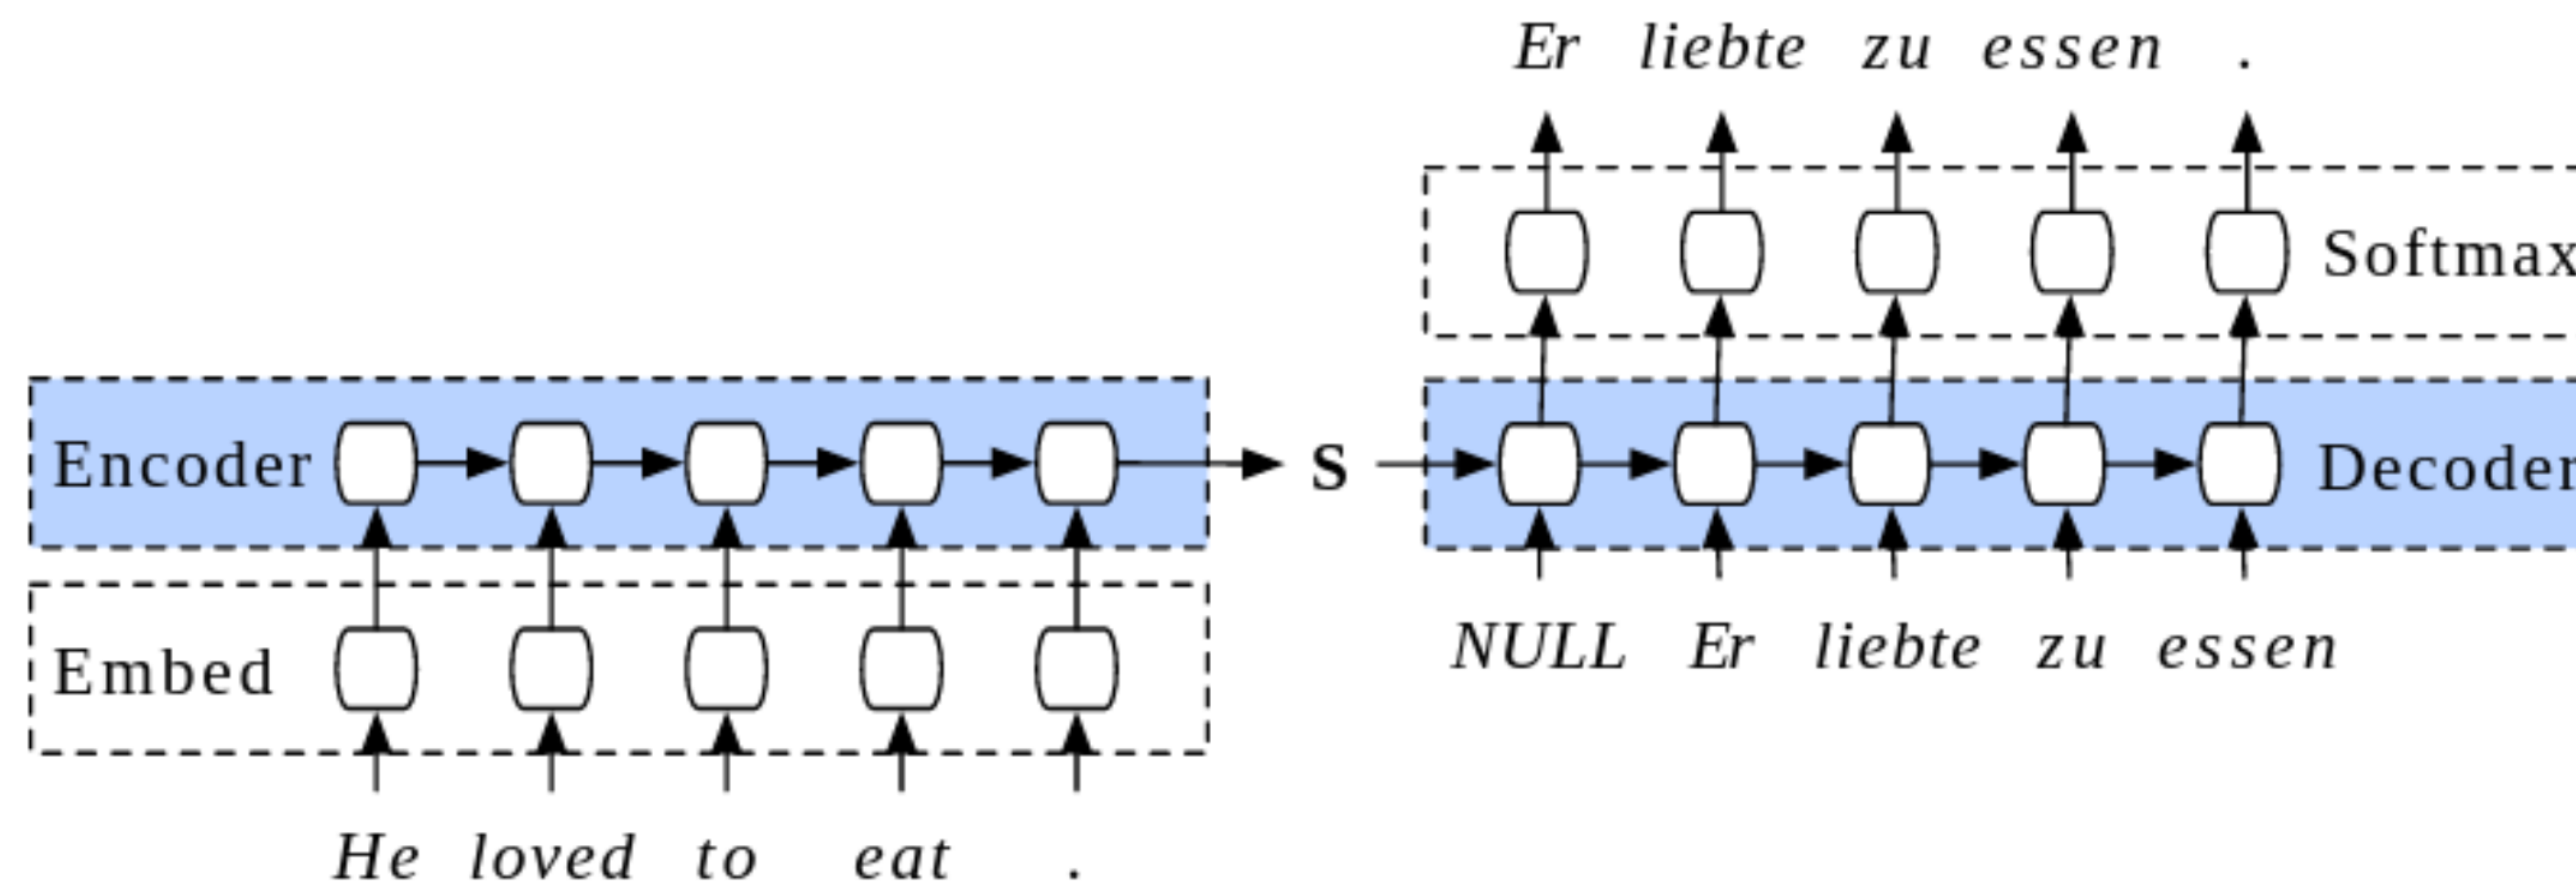 Er liebte zu essen .
Softmax
Encoder
S
Decoder
Embed
NULL Er liebte zu essen
He loved to eat .